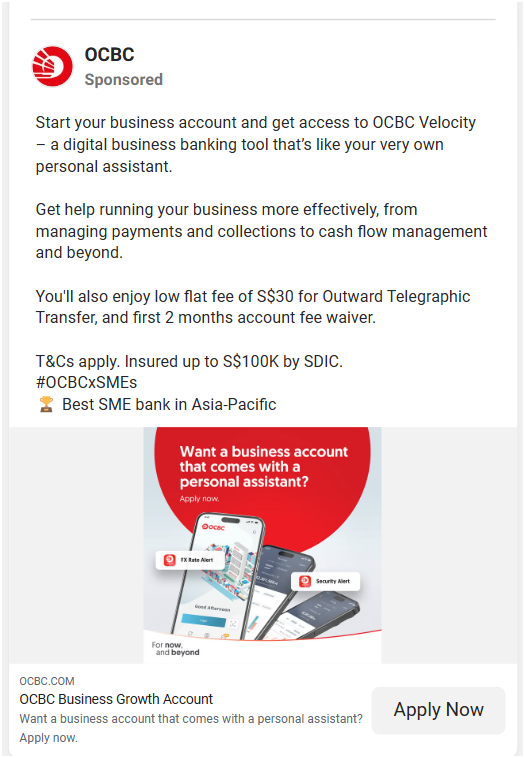 OCBC
Sponsored
Start your business account and get access to OCBC Velocity
– a digital business banking tool that's like your very own
personal assistant.
Get help running your business more effectively, from
managing payments and collections to cash flow management
and beyond.
You'll also enjoy low flat fee of S$30 for Outward Telegraphic
Transfer, and first 2 months account fee waiver.
T&Cs apply. Insured up to S$100K by SDIC.
#OCBCxSMEs
🏆 Best SME bank in Asia-Pacific
Want a business account
that comes with a
personal assistant?
Apply now.
OCBC
FX Rate Alert
Security Alert
Good Afternoon
For now,
and beyond
OCBC.COM
OCBC Business Growth Account
Want a business account that comes with a personal assistant?
Apply now.
Apply Now